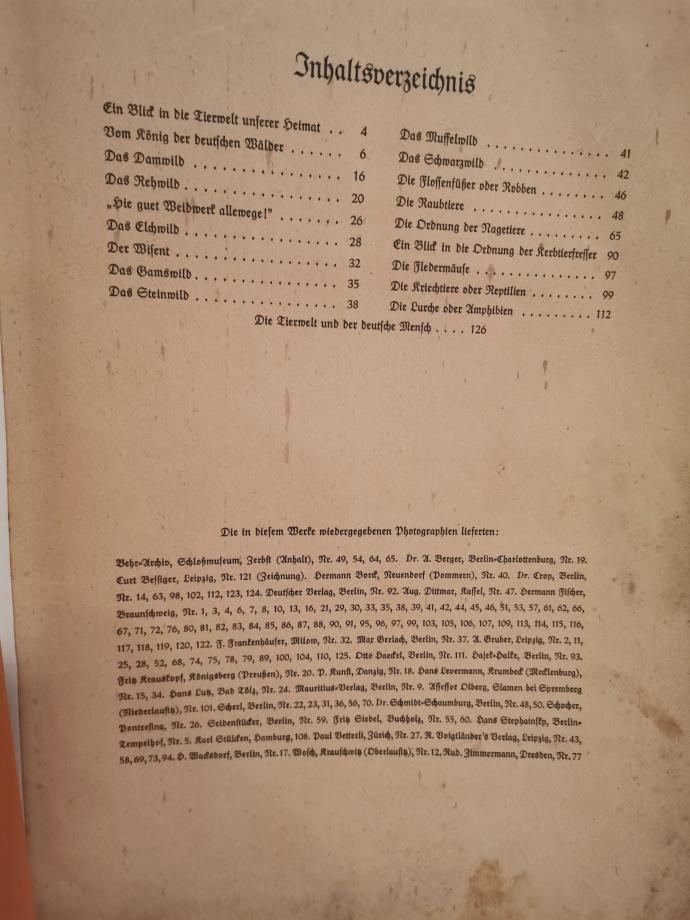 Inhaltsverzeichnis
Ein Blick in die Tierwelt unserer Heimat . . 4
Vom König der deutschen Wälder . . . . . . 6
Das Damwild . . . . . . . . . . . . . . . 16
Das Rehwild . . . . . . . . . . . . . . . . 20
„Hie guet Weidwerk allewege!“ . . . . . . . 26
Das Elchwild . . . . . . . . . . . . . . . 28
Der Wisent . . . . . . . . . . . . . . . . 32
Das Gamswild . . . . . . . . . . . . . . . 35
Das Steinwild . . . . . . . . . . . . . . . 38
Das Muffelwild . . . . . . . . . . . . . . 41
Das Schwarzwild . . . . . . . . . . . . . . 42
Die Flossenfüßer oder Robben . . . . . . . . 46
Die Raubtiere . . . . . . . . . . . . . . . 48
Die Ordnung der Nagetiere . . . . . . . . . 65
Ein Blick in die Ordnung der Kerbtierfresser 90
Die Fledermäuse . . . . . . . . . . . . . . 97
Die Kriechtiere oder Reptilien . . . . . . . . 99
Die Lurche oder Amphibien . . . . . . . . . 112
Die Tierwelt und der deutsche Mensch . . . . 126
Die in diesem Werke wiedergegebenen Photographien lieferten:
Behr-Archiv, Schloßmuseum, Zerbst (Anhalt), Nr. 49, 54, 64, 65. Dr. A. Berger, Berlin-Charlottenburg, Nr. 19.
Curt Bessiger, Leipzig, Nr. 121 (Zeichnung). Hermann Borck, Neuendorf (Pommern), Nr. 40. Dr. Crop, Berlin,
Nr. 14, 63, 98, 102, 112, 123, 124. Deutscher Verlag, Berlin, Nr. 92. Aug. Dittmar, Kassel, Nr. 47. Hermann Fischer,
Braunschweig, Nr. 1, 3, 4, 6, 7, 8, 10, 13, 16, 21, 29, 30, 33, 35, 38, 39, 41, 42, 44, 45, 46, 51, 53, 57, 61, 62, 66,
67, 71, 72, 76, 80, 81, 82, 83, 84, 85, 86, 87, 88, 90, 91, 95, 96, 97, 99, 103, 105, 106, 107, 109, 113, 114, 115, 116,
117, 118, 119, 120, 122. F. Frankenhäuser, Milow, Nr. 32. Max Gerlach, Berlin, Nr. 37. A. Gruber, Leipzig, Nr. 2, 11,
25, 28, 52, 68, 74, 75, 78, 79, 89, 100, 104, 110, 125. Otto Daeckel, Berlin, Nr. 111. Hajek-Halke, Berlin, Nr. 93.
Fritz Krauskopf, Königsberg (Preußen), Nr. 20. P. Kunst, Danzig, Nr. 18. Hans Levermann, Krumbeck (Mecklenburg),
Nr. 15, 34. Hans Lutz, Bad Tölz, Nr. 24. Mauritius-Verlag, Berlin, Nr. 9. Assessor Olberg, Slamen bei Spremberg
(Niederlausitz), Nr. 101. Scherl, Berlin, Nr. 22, 23, 31, 36, 56, 70. Dr. Schmidt-Schaumburg, Berlin, Nr. 48, 50. Schocher,
Pontresina, Nr. 26. Seidenstücker, Berlin, Nr. 59. Fritz Siedel, Buchholz, Nr. 55, 60. Hans Stephainsky, Berlin-
Tempelhof, Nr. 5. Karl Stülcken, Hamburg, 108. Paul Vetterli, Zürich, Nr. 27. R. Voigtländer's Verlag, Leipzig, Nr. 43,
58, 69, 73, 94. H. Wacksdorf, Berlin, Nr. 17. Wosch, Krauschwitz (Oberlausitz), Nr. 12, Rud. Zimmermann, Dresden, Nr. 77